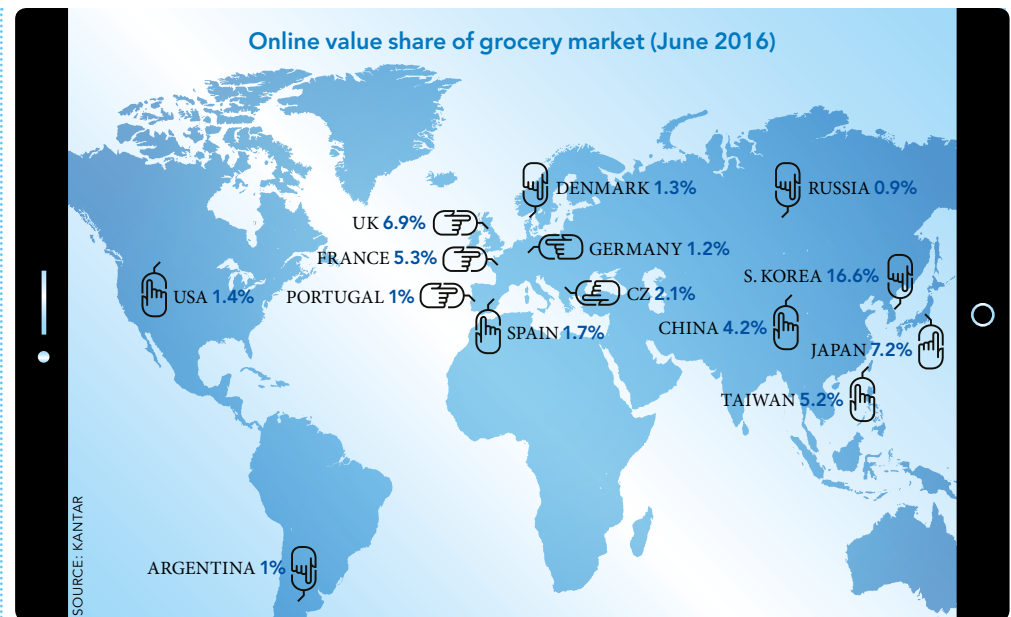 Online value share of grocery market (June 2016)
DENMARK 1.3%
RUSSIA 0.9%
UK 6.9%
GERMANY 1.2%
FRANCE 5.3%
S. KOREA 16.6%
USA 1.4%
PORTUGAL 1%
CZ 2.1%
SPAIN 1.7%
CHINA 4.2%
JAPAN 7.2%
TAIWAN 5.2%
ARGENTINA 1%
SOURCE: KANTAR